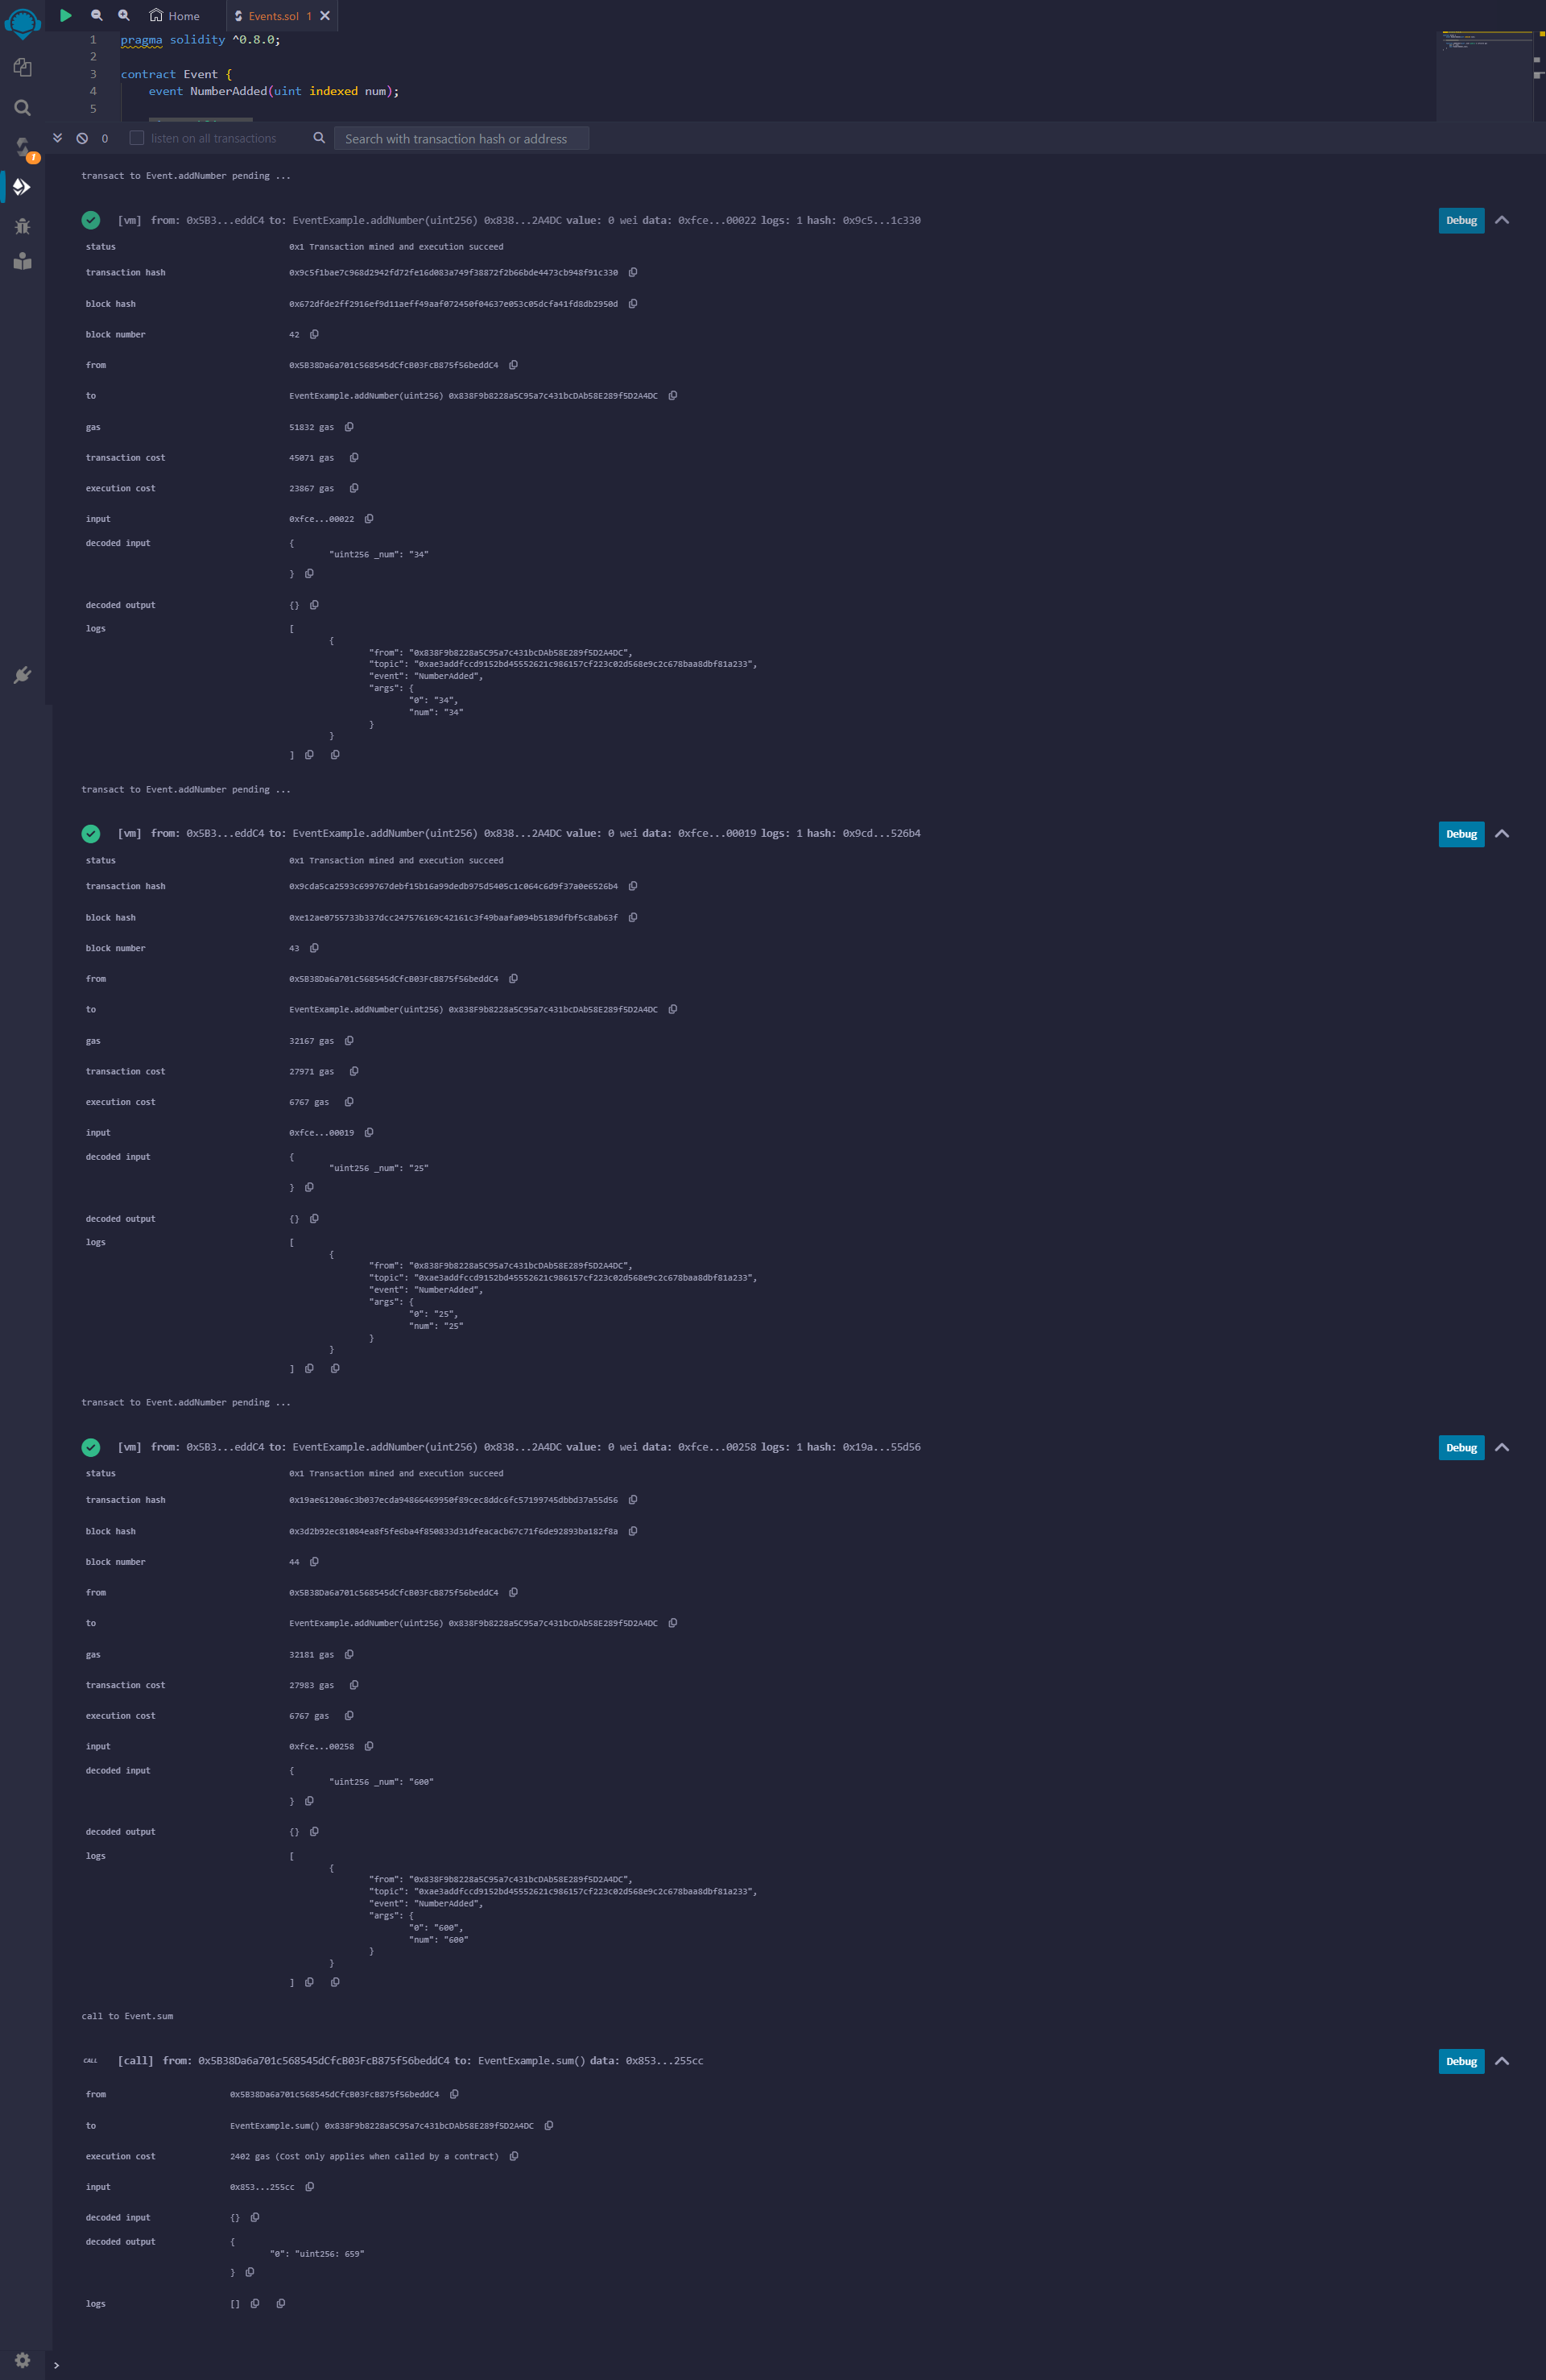 Home
Events.sol 1
1 pragma solidity ^0.8.0;
2
3 contract Event {
4 event NumberAdded(uint indexed num);
5
1
0 listen on all transactions Search with transaction hash or address
transact to Event.addNumber pending ...
[vm] from: 0x5B3...eddC4 to: EventExample.addNumber(uint256) 0x838...2A4DC value: 0 wei data: 0xfce...00022 logs: 1 hash: 0x9c5...1c330 Debug
status 0x1 Transaction mined and execution succeed
transaction hash 0x9c5f1bae7c968d2942fd72fe16d083a749f38872f2b66bde4473cb948f91c330
block hash 0x672dfde2ff2916ef9d11aeff49aaf072450f04637e053c05dcfa41fd8db2950d
block number 42
from 0x5B38Da6a701c568545dCfcB03FcB875f56beddC4
to EventExample.addNumber(uint256) 0x838F9b8228a5C95a7c431bcDAb58E289f5D2A4DC
gas 51832 gas
transaction cost 45071 gas
execution cost 23867 gas
input 0xfce...00022
decoded input {
"uint256 _num": "34"
}
decoded output {}
logs [
{
"from": "0x838F9b8228a5C95a7c431bcDAb58E289f5D2A4DC",
"topic": "0xae3addfccd9152bd45552621c986157cf223c02d568e9c2c678baa8dbf81a233",
"event": "NumberAdded",
"args": {
"0": "34",
"num": "34"
}
}
]
transact to Event.addNumber pending ...
[vm] from: 0x5B3...eddC4 to: EventExample.addNumber(uint256) 0x838...2A4DC value: 0 wei data: 0xfce...00019 logs: 1 hash: 0x9cd...526b4 Debug
status 0x1 Transaction mined and execution succeed
transaction hash 0x9cda5ca2593c699767debf15b16a99dedb975d5405c1c064c6d9f37a0e6526b4
block hash 0xe12ae0755733b337dcc247576169c42161c3f49baafa094b5189dfbf5c8ab63f
block number 43
from 0x5B38Da6a701c568545dCfcB03FcB875f56beddC4
to EventExample.addNumber(uint256) 0x838F9b8228a5C95a7c431bcDAb58E289f5D2A4DC
gas 32167 gas
transaction cost 27971 gas
execution cost 6767 gas
input 0xfce...00019
decoded input {
"uint256 _num": "25"
}
decoded output {}
logs [
{
"from": "0x838F9b8228a5C95a7c431bcDAb58E289f5D2A4DC",
"topic": "0xae3addfccd9152bd45552621c986157cf223c02d568e9c2c678baa8dbf81a233",
"event": "NumberAdded",
"args": {
"0": "25",
"num": "25"
}
}
]
transact to Event.addNumber pending ...
[vm] from: 0x5B3...eddC4 to: EventExample.addNumber(uint256) 0x838...2A4DC value: 0 wei data: 0xfce...00258 logs: 1 hash: 0x19a...55d56 Debug
status 0x1 Transaction mined and execution succeed
transaction hash 0x19ae6120a6c3b037ecda94866469950f89cec8ddc6fc57199745dbbd37a55d56
block hash 0x3d2b92ec81084ea8f5fe6ba4f850833d31dfeacacb67c71f6de92893ba182f8a
block number 44
from 0x5B38Da6a701c568545dCfcB03FcB875f56beddC4
to EventExample.addNumber(uint256) 0x838F9b8228a5C95a7c431bcDAb58E289f5D2A4DC
gas 32181 gas
transaction cost 27983 gas
execution cost 6767 gas
input 0xfce...00258
decoded input {
"uint256 _num": "600"
}
decoded output {}
logs [
{
"from": "0x838F9b8228a5C95a7c431bcDAb58E289f5D2A4DC",
"topic": "0xae3addfccd9152bd45552621c986157cf223c02d568e9c2c678baa8dbf81a233",
"event": "NumberAdded",
"args": {
"0": "600",
"num": "600"
}
}
]
call to Event.sum
CALL [call] from: 0x5B38Da6a701c568545dCfcB03FcB875f56beddC4 to: EventExample.sum() data: 0x853...255cc Debug
from 0x5B38Da6a701c568545dCfcB03FcB875f56beddC4
to EventExample.sum() 0x838F9b8228a5C95a7c431bcDAb58E289f5D2A4DC
execution cost 2402 gas (Cost only applies when called by a contract)
input 0x853...255cc
decoded input {}
decoded output {
"0": "uint256: 659"
}
logs []
>